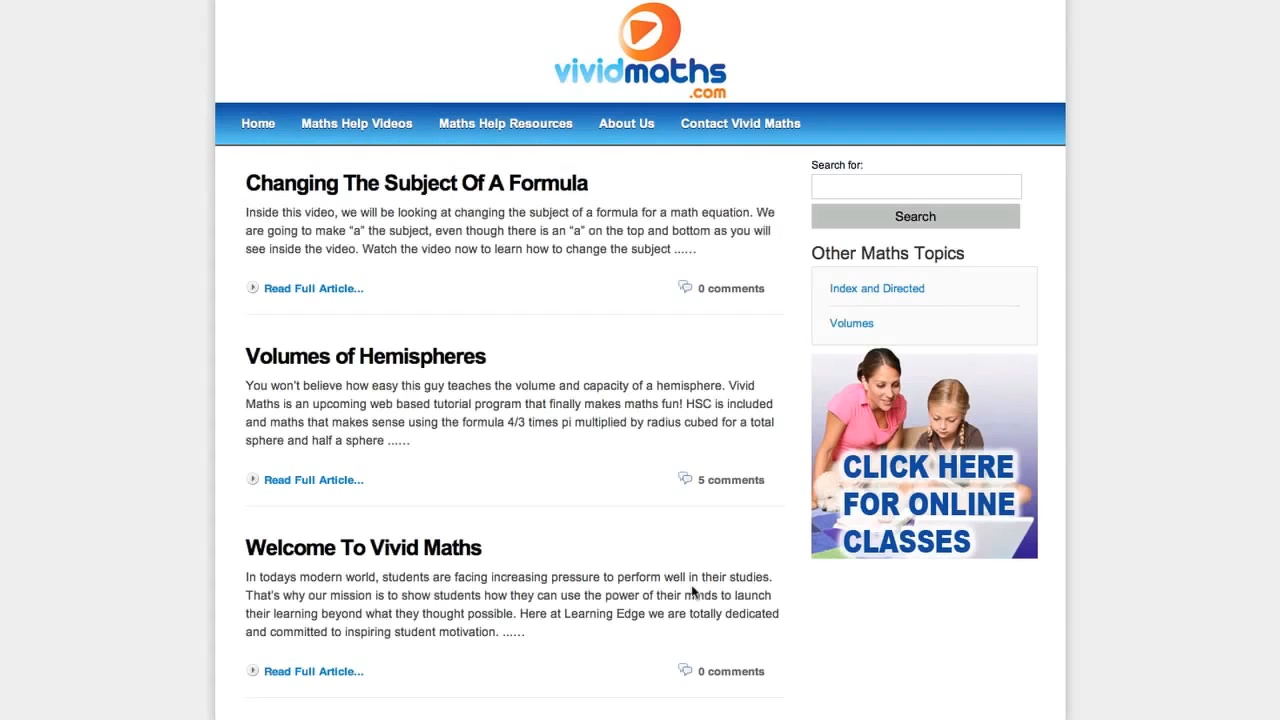 vividmaths
.com
Home Maths Help Videos Maths Help Resources About Us Contact Vivid Maths
Changing The Subject Of A Formula
Inside this video, we will be looking at changing the subject of a formula for a math equation. We
are going to make “a” the subject, even though there is an “a” on the top and bottom as you will
see inside the video. Watch the video now to learn how to change the subject ...…
Read Full Article...
0 comments
Volumes of Hemispheres
You won’t believe how easy this guy teaches the volume and capacity of a hemisphere. Vivid
Maths is an upcoming web based tutorial program that finally makes maths fun! HSC is included
and maths that makes sense using the formula 4/3 times pi multiplied by radius cubed for a total
sphere and half a sphere ...…
Read Full Article...
5 comments
Welcome To Vivid Maths
In todays modern world, students are facing increasing pressure to perform well in their studies.
That’s why our mission is to show students how they can use the power of their minds to launch
their learning beyond what they thought possible. Here at Learning Edge we are totally dedicated
and committed to inspiring student motivation. ...…
Read Full Article...
0 comments
Search for:
Search
Other Maths Topics
Index and Directed
Volumes
CLICK HERE
FOR ONLINE
CLASSES